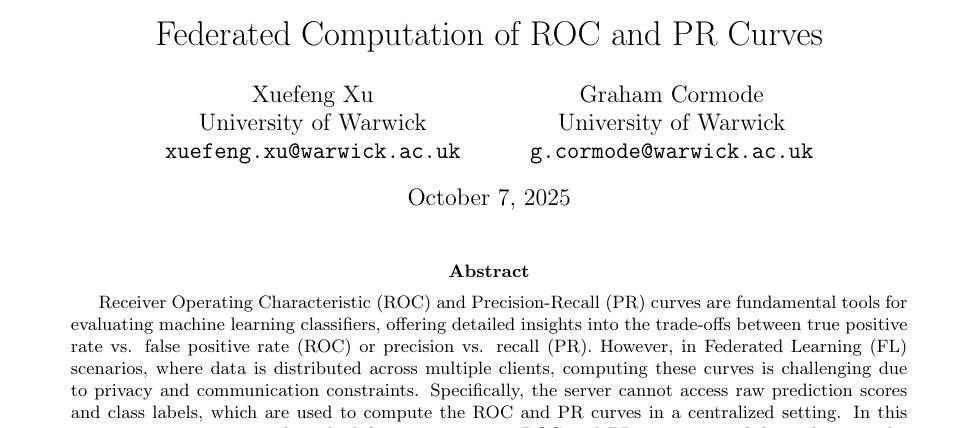 Federated Computation of ROC and PR Curves
Xuefeng Xu
University of Warwick
xuefeng.xu@warwick.ac.uk
Graham Cormode
University of Warwick
g.cormode@warwick.ac.uk
October 7, 2025
Abstract
Receiver Operating Characteristic (ROC) and Precision-Recall (PR) curves are fundamental tools for
evaluating machine learning classifiers, offering detailed insights into the trade-offs between true positive
rate vs. false positive rate (ROC) or precision vs. recall (PR). However, in Federated Learning (FL)
scenarios, where data is distributed across multiple clients, computing these curves is challenging due
to privacy and communication constraints. Specifically, the server cannot access raw prediction scores
and class labels, which are used to compute the ROC and PR curves in a centralized setting. In this